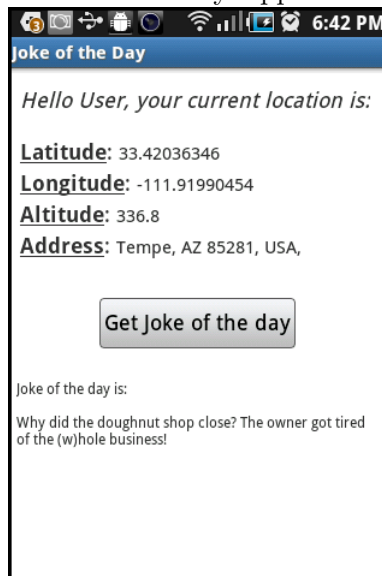 6:42 PM
Joke of the Day
Hello User, your current location is:
Latitude: 33.42036346
Longitude: -111.91990454
Altitude: 336.8
Address: Tempe, AZ 85281, USA,
Get Joke of the day
Joke of the day is:
Why did the doughnut shop close? The owner got tired
of the (w)hole business!